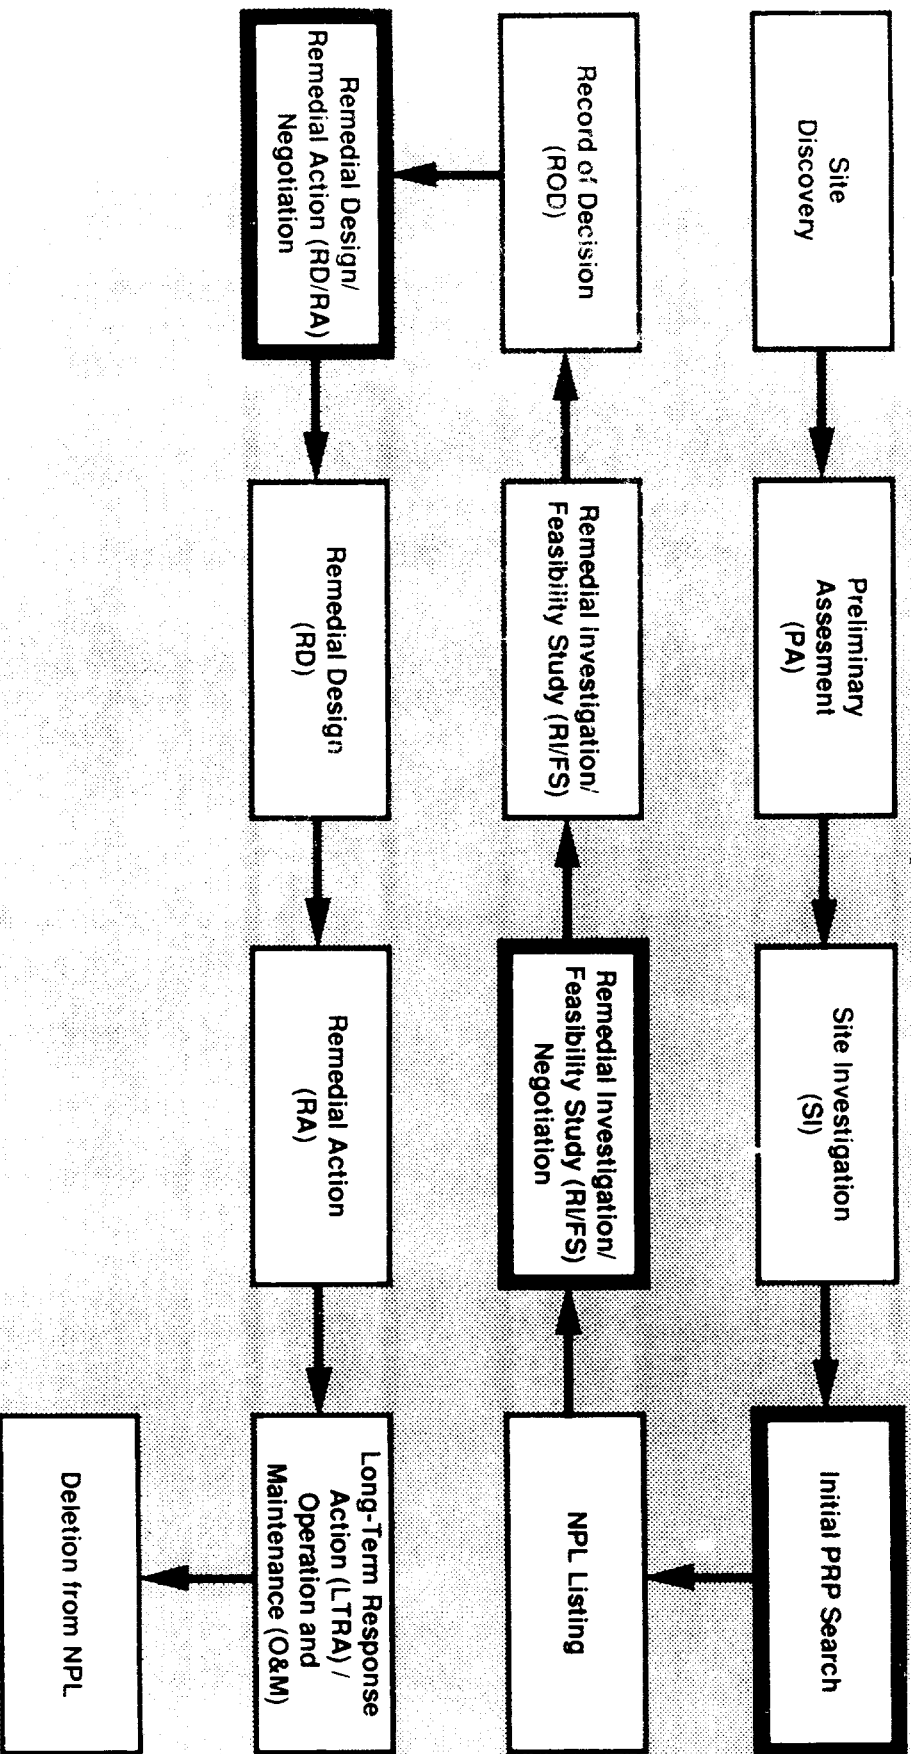 Site
Discovery
Preliminary
Assesment
(PA)
Site Investigation
(SI)
Initial PRP Search
NPL Listing
Remedial Investigation/
Feasibility Study (RI/FS)
Negotiation
Remedial Investigation/
Feasibility Study (RI/FS)
Record of Decision
(ROD)
Remedial Design/
Remedial Action (RD/RA)
Negotiation
Remedial Design
(RD)
Remedial Action
(RA)
Long-Term Response
Action (LTRA) /
Operation and
Maintenance (O&M)
Deletion from NPL